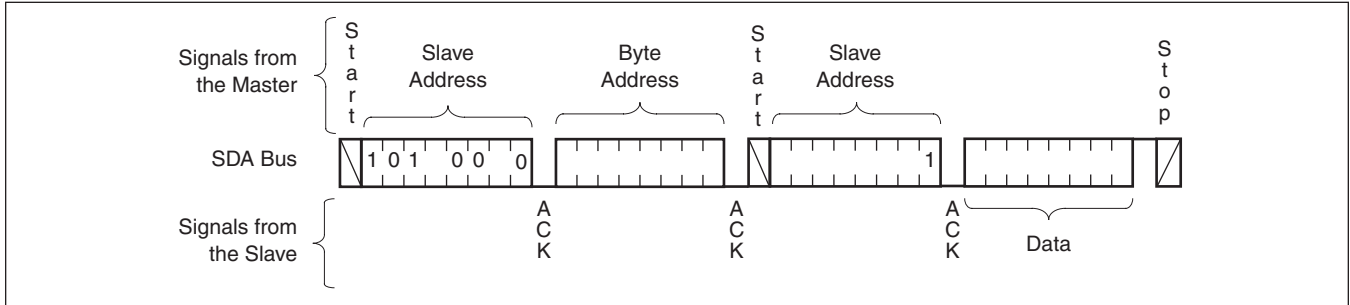 Signals from
the Master
Start
Slave
Address
Byte
Address
Start
Slave
Address
Stop
SDA Bus
1 0 1 0 0 0
1
Signals from
the Slave
ACK
ACK
ACK
Data